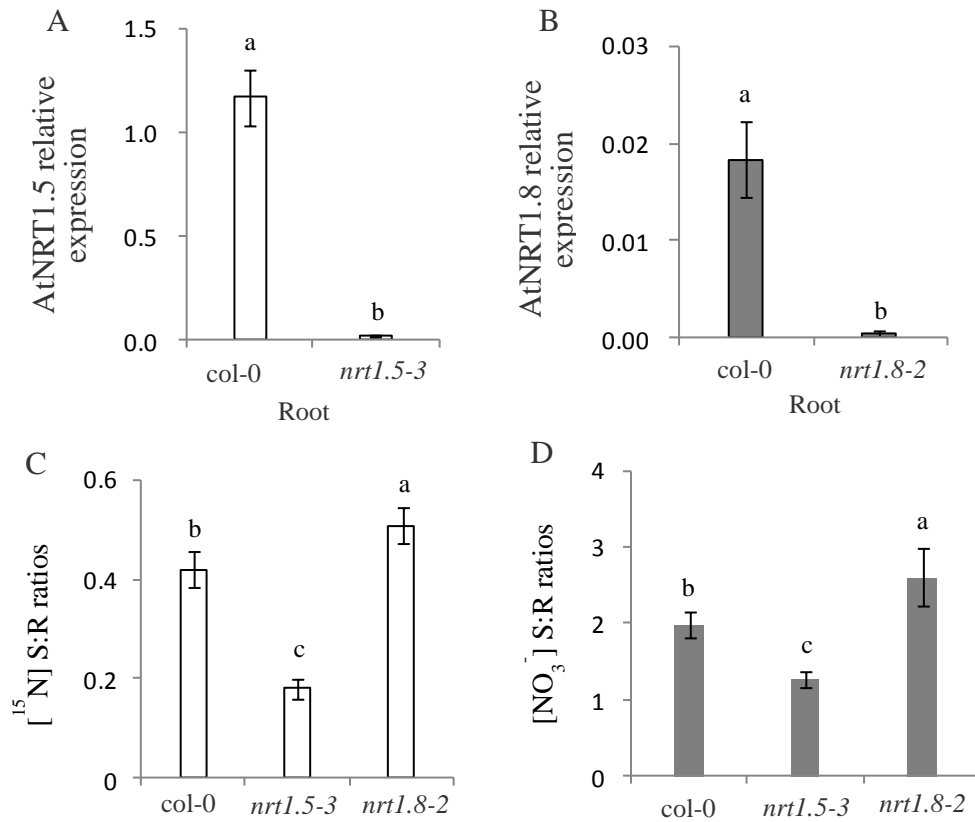 A
AtNRT1.5 relative
expression
1.5
1.0
0.5
0.0
a
b
col-0
nrt1.5-3
Root
B
AtNRT1.8 relative
expression
0.03
0.02
0.01
0.00
a
b
col-0
nrt1.8-2
Root
C
[¹⁵N] S:R ratios
0.6
0.4
0.2
0
b
c
a
col-0
nrt1.5-3
nrt1.8-2
D
[NO₃⁻] S:R ratios
4
3
2
1
0
b
c
a
col-0
nrt1.5-3
nrt1.8-2